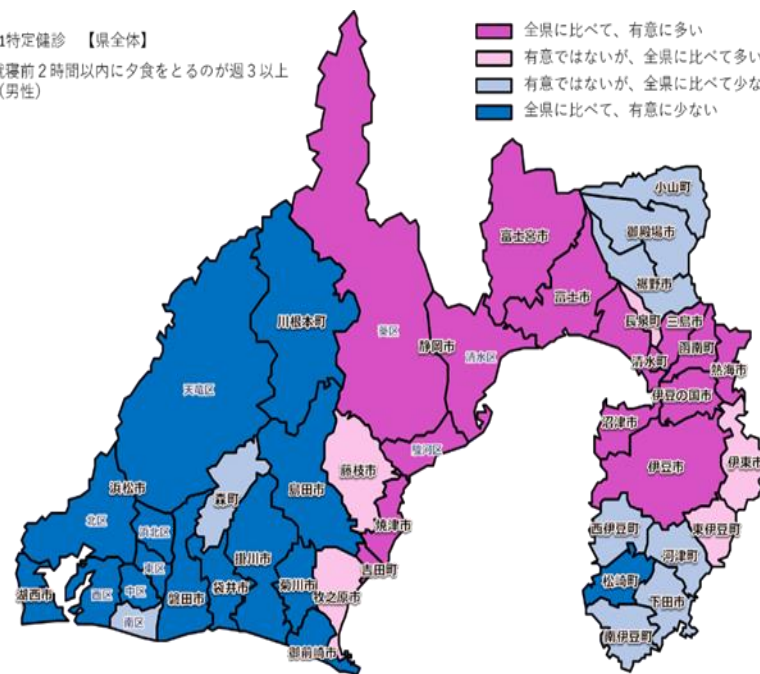 1特定健診　【県全体】
就寝前２時間以内に夕食をとるのが週３以上
(男性)
全県に比べて、有意に多い
有意ではないが、全県に比べて多い
有意ではないが、全県に比べて少な
全県に比べて、有意に少ない
小山町
御殿場市
富士宮市
裾野市
富士市
長泉町
三島市
川根本町
葵区
静岡市
清水区
函南町
清水町
熱海市
天竜区
伊豆の国市
沼津市
駿河区
伊豆市
伊東市
藤枝市
浜松市
島田市
森町
北区
浜北区
焼津市
西伊豆町
東伊豆町
河津町
掛川市
東区
吉田町
松崎町
湖西市
西区
中区
磐田市
袋井市
菊川市
牧之原市
下田市
南区
南伊豆町
御前崎市